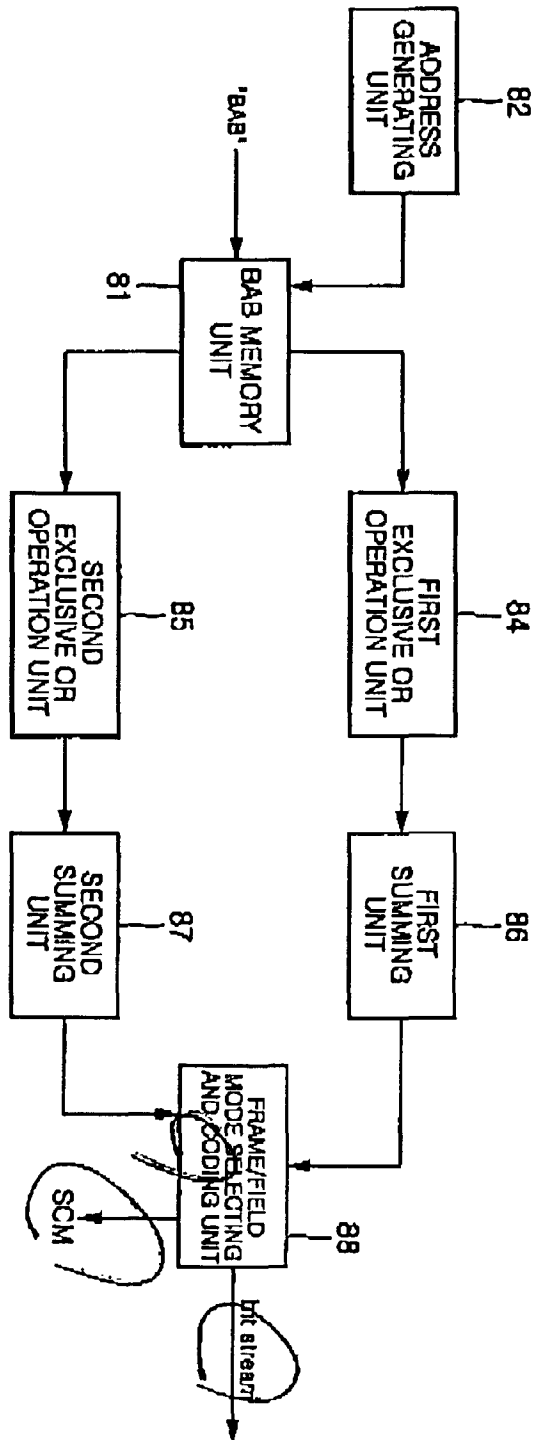 82
ADDRESS
GENERATING
UNIT
"BAB"
81
BAB MEMORY
UNIT
84
FIRST
EXCLUSIVE OR
OPERATION UNIT
85
SECOND
EXCLUSIVE OR
OPERATION UNIT
86
FIRST
SUMMING
UNIT
87
SECOND
SUMMING
UNIT
88
FRAME/FIELD
MODE SELECTING
AND CODING UNIT
SCM
bit stream